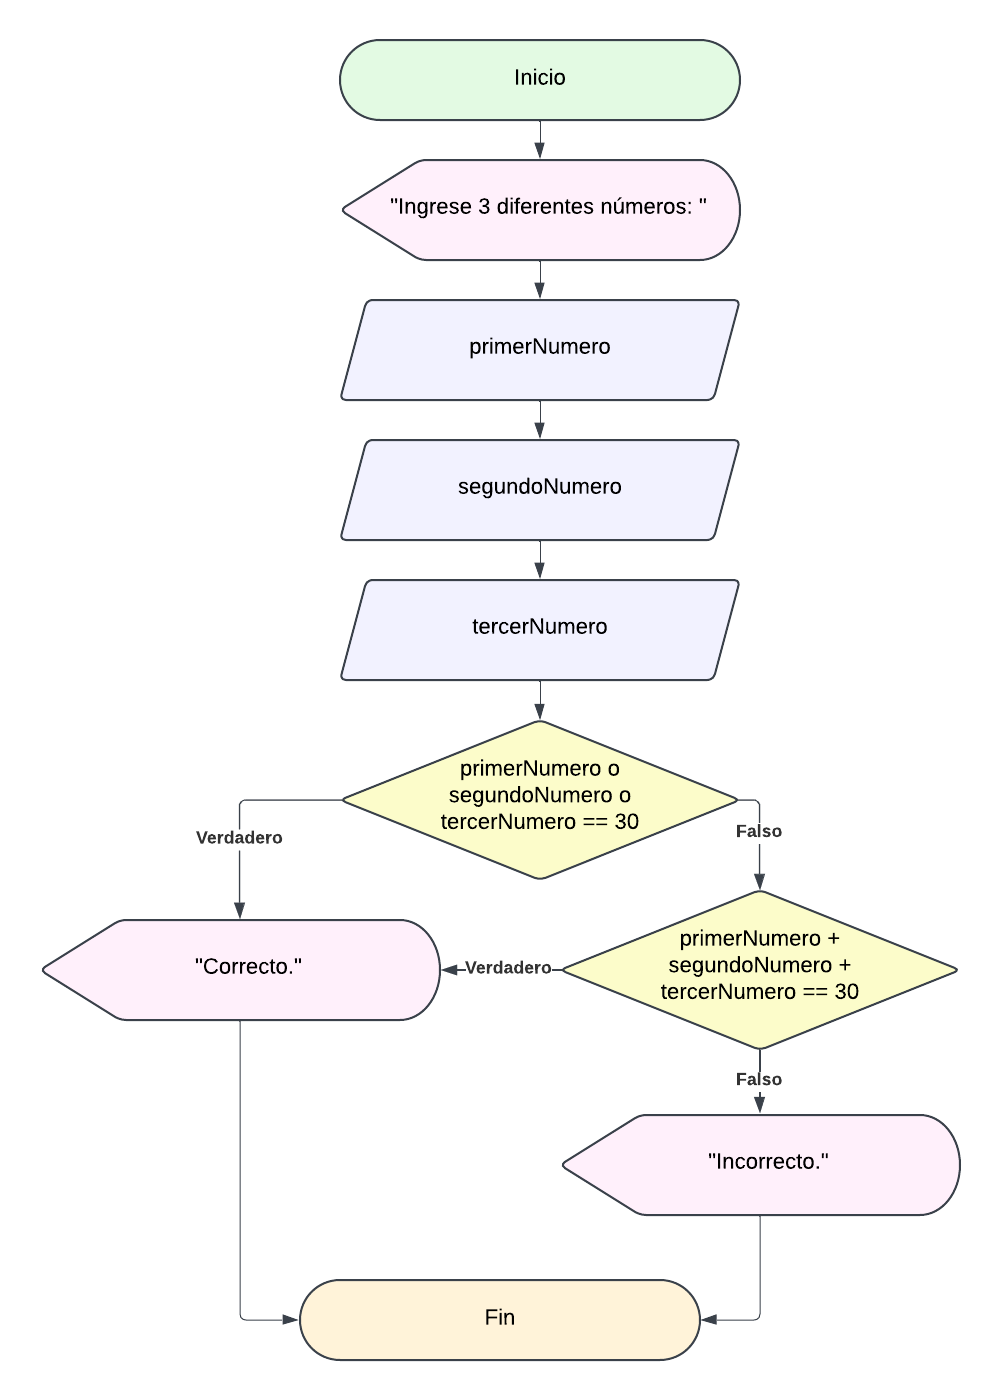 Inicio
"Ingrese 3 diferentes números: "
primerNumero
segundoNumero
tercerNumero
primerNumero o
segundoNumero o
tercerNumero == 30
Verdadero
Falso
primerNumero +
segundoNumero +
tercerNumero == 30
"Correcto."
Verdadero
Falso
"Incorrecto."
Fin